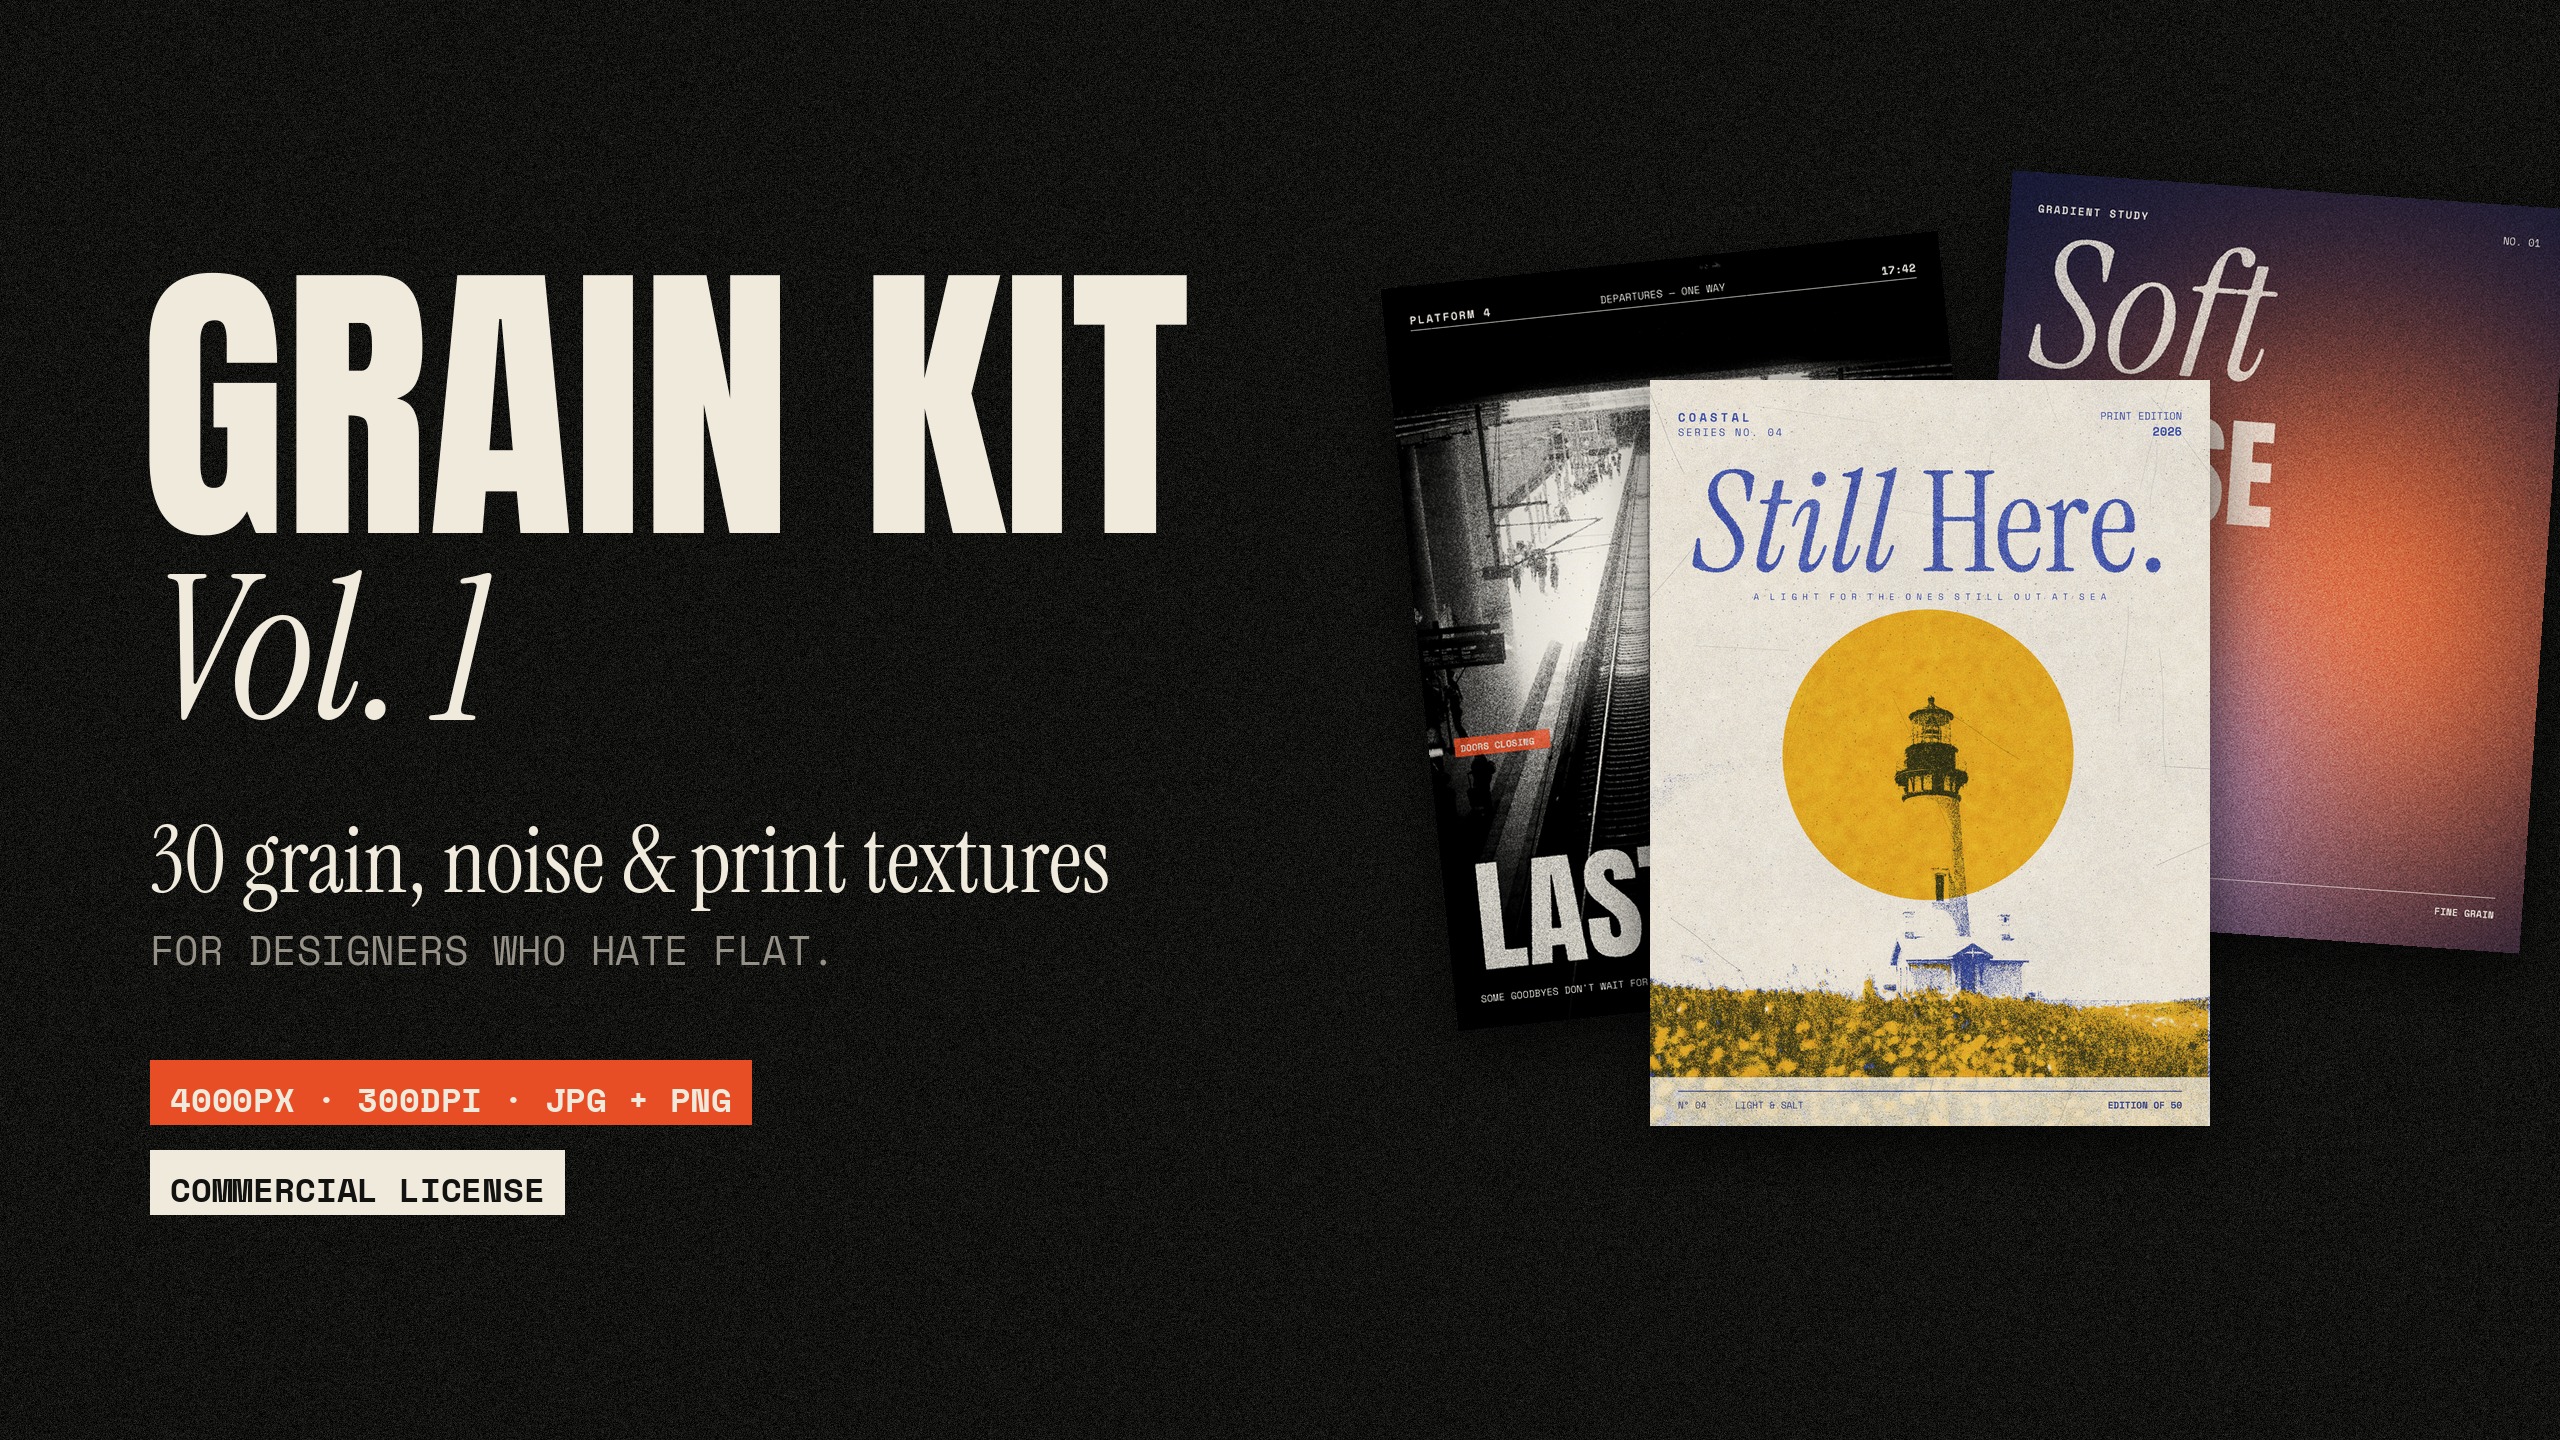 GRAIN KIT
Vol. 1
30 grain, noise & print textures
FOR DESIGNERS WHO HATE FLAT.
4000PX · 300DPI · JPG + PNG
COMMERCIAL LICENSE
PLATFORM 4
DEPARTURES — ONE WAY
17:42
DOORS CLOSING
LAST
SOME GOODBYES DON'T WAIT FOR
COASTAL
SERIES NO. 04
PRINT EDITION
2026
Still Here.
A LIGHT FOR THE ONES STILL OUT AT SEA
N° 04 · LIGHT & SALT
EDITION OF 50
GRADIENT STUDY
NO. 01
Soft
SE
FINE GRAIN